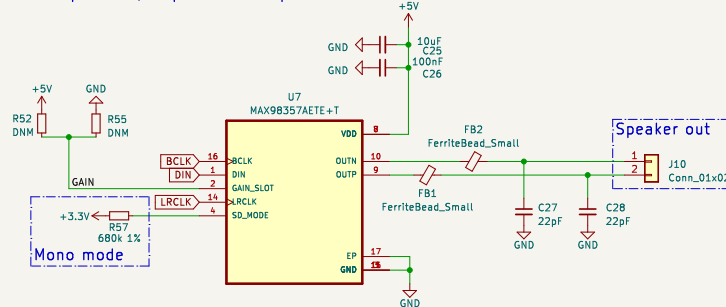 +5V
10uF
GND
C25
100nF
GND
C26
+5V
GND
R52
DNM
R55
DNM
U7
MAX98357AETE+T
VDD
BCLK
16
BCLK
DIN
1
DIN
GAIN
2
GAIN_SLOT
LRCLK
14
LRCLK
+3.3V
4
SD_MODE
R57
680k 1%
Mono mode
OUTN
10
OUTP
9
EP
17
GND
GND
FB2
FerriteBead_Small
FB1
FerriteBead_Small
Speaker out
1
2
J10
Conn_01x02
C27
22pF
GND
C28
22pF
GND